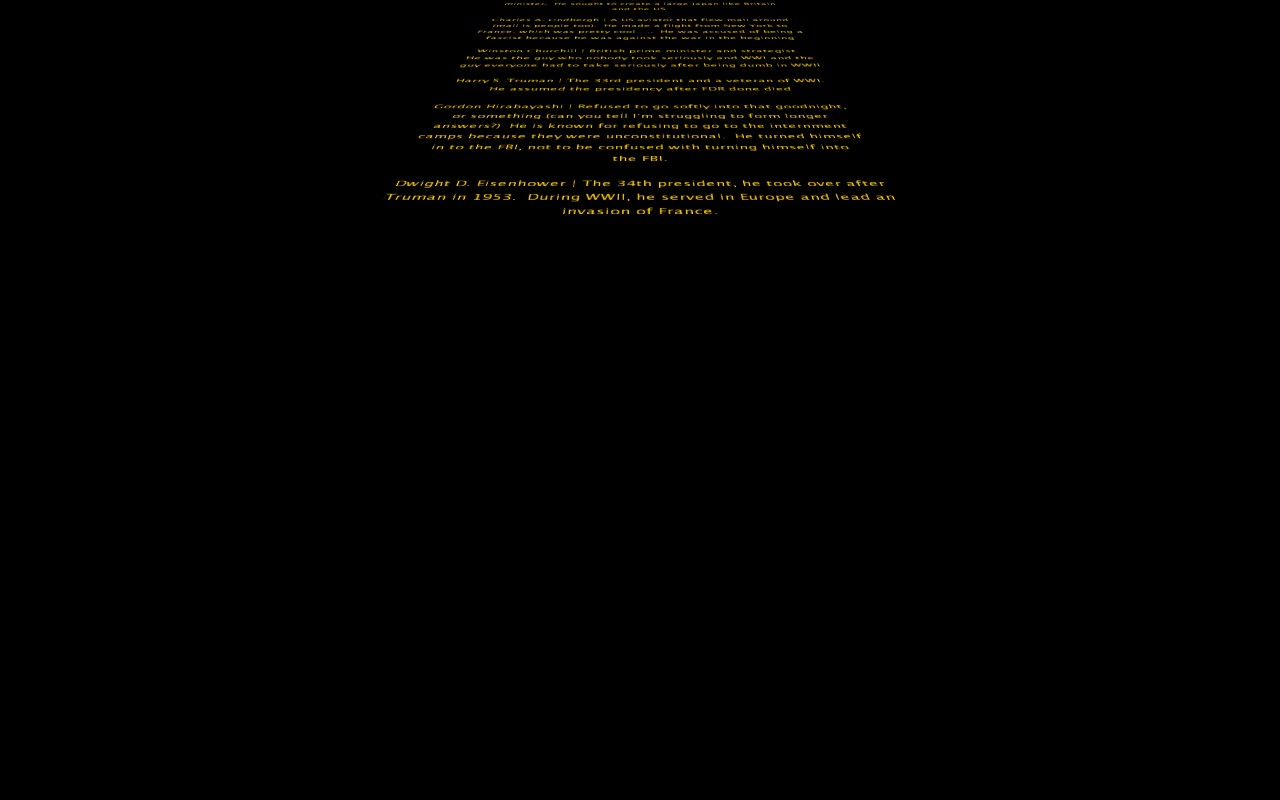 minister. He sought to create a large Japan like Britain
and the US.
Charles A. Lindbergh | A US aviator that flew mail around
(mail is people too). He made a flight from New York to
France, which was pretty cool ... He was accused of being a
fascist because he was against the war in the beginning
Winston Churchill | British prime minister and strategist.
He was the guy who nobody took seriously and WWI and the
guy everyone had to take seriously after being dumb in WWII
Harry S. Truman | The 33rd president and a veteran of WWI.
He assumed the presidency after FDR done died
Gordon Hirabayashi | Refused to go softly into that goodnight,
or something (can you tell I'm struggling to form longer
answers?) He is known for refusing to go to the internment
camps because they were unconstitutional. He turned himself
in to the FBI, not to be confused with turning himself into
the FBI.
Dwight D. Eisenhower | The 34th president, he took over after
Truman in 1953. During WWII, he served in Europe and lead an
invasion of France.